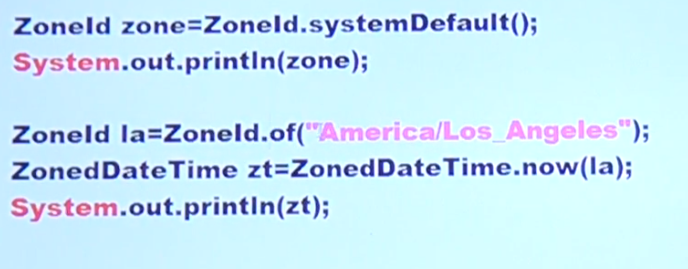 ZoneId zone=ZoneId.systemDefault();
System.out.println(zone);
ZoneId la=ZoneId.of("America/Los_Angeles");
ZonedDateTime zt=ZonedDateTime.now(la);
System.out.println(zt);